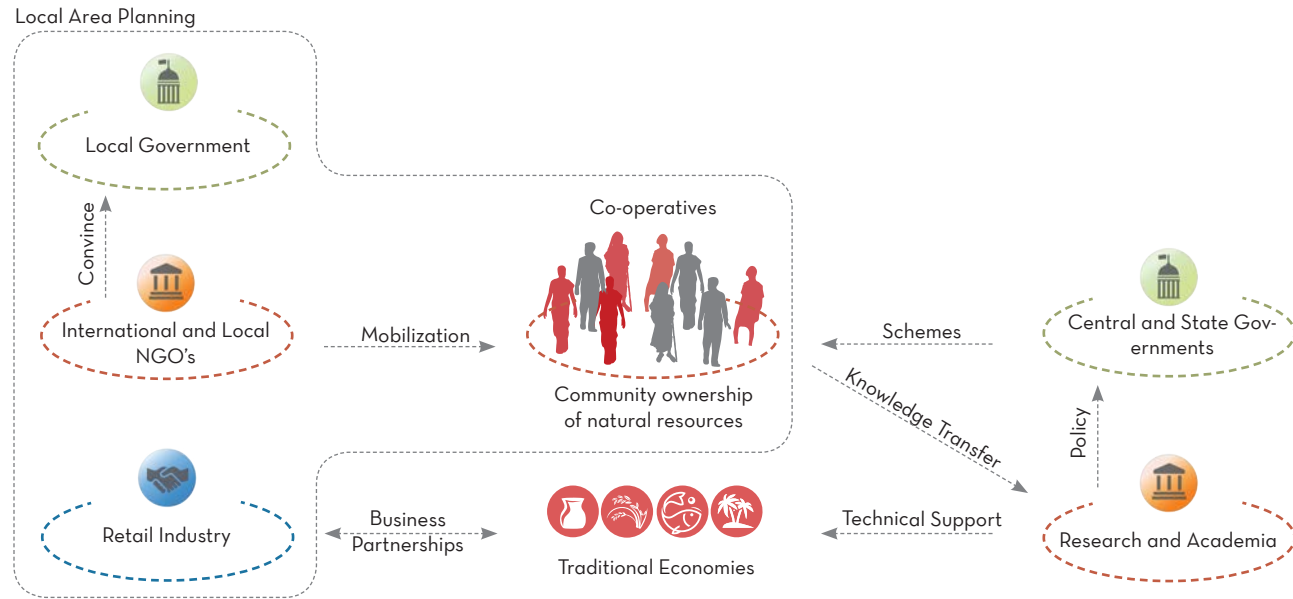 Local Area Planning
Local Government
Convince
International and Local
NGO's
Mobilization
Co-operatives
Community ownership
of natural resources
Schemes
Central and State Gov-
ernments
Knowledge Transfer
Policy
Retail Industry
Business
Partnerships
Traditional Economies
Technical Support
Research and Academia